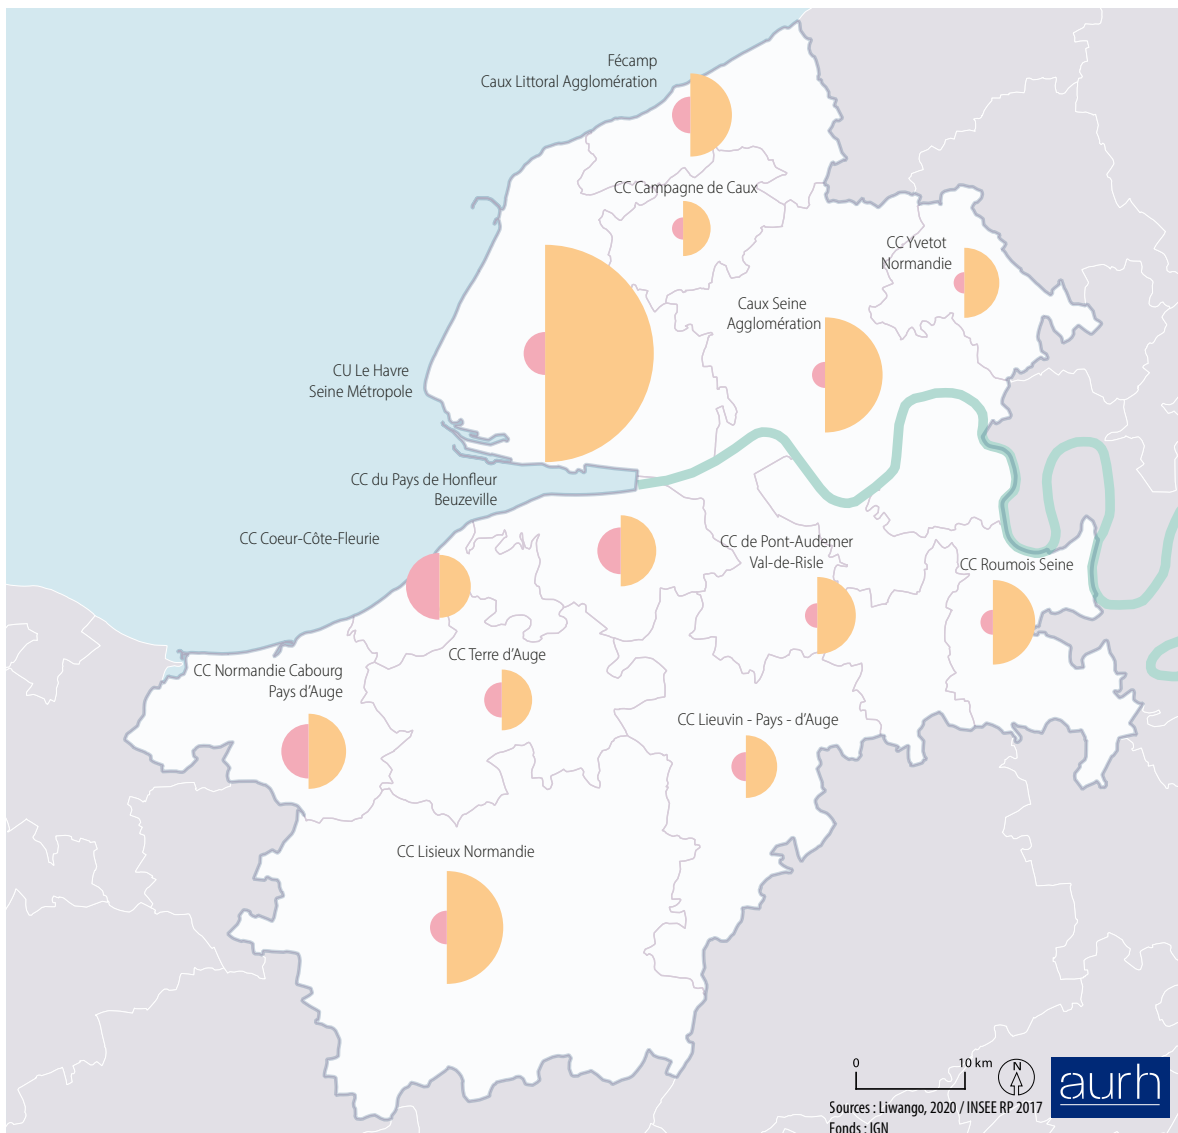 Fécamp
Caux Littoral Agglomération
CC Campagne de Caux
CC Yvetot
Normandie
Caux Seine
Agglomération
CU Le Havre
Seine Métropole
CC du Pays de Honfleur
Beuzeville
CC Coeur-Côte-Fleurie
CC de Pont-Audemer
Val-de-Risle
CC Roumois Seine
CC Terre d'Auge
CC Normandie Cabourg
Pays d'Auge
CC Lieuvin - Pays - d'Auge
CC Lisieux Normandie
0 10 km
N
aurh
Sources : Liwango, 2020 / INSEE RP 2017
Fonds : IGN